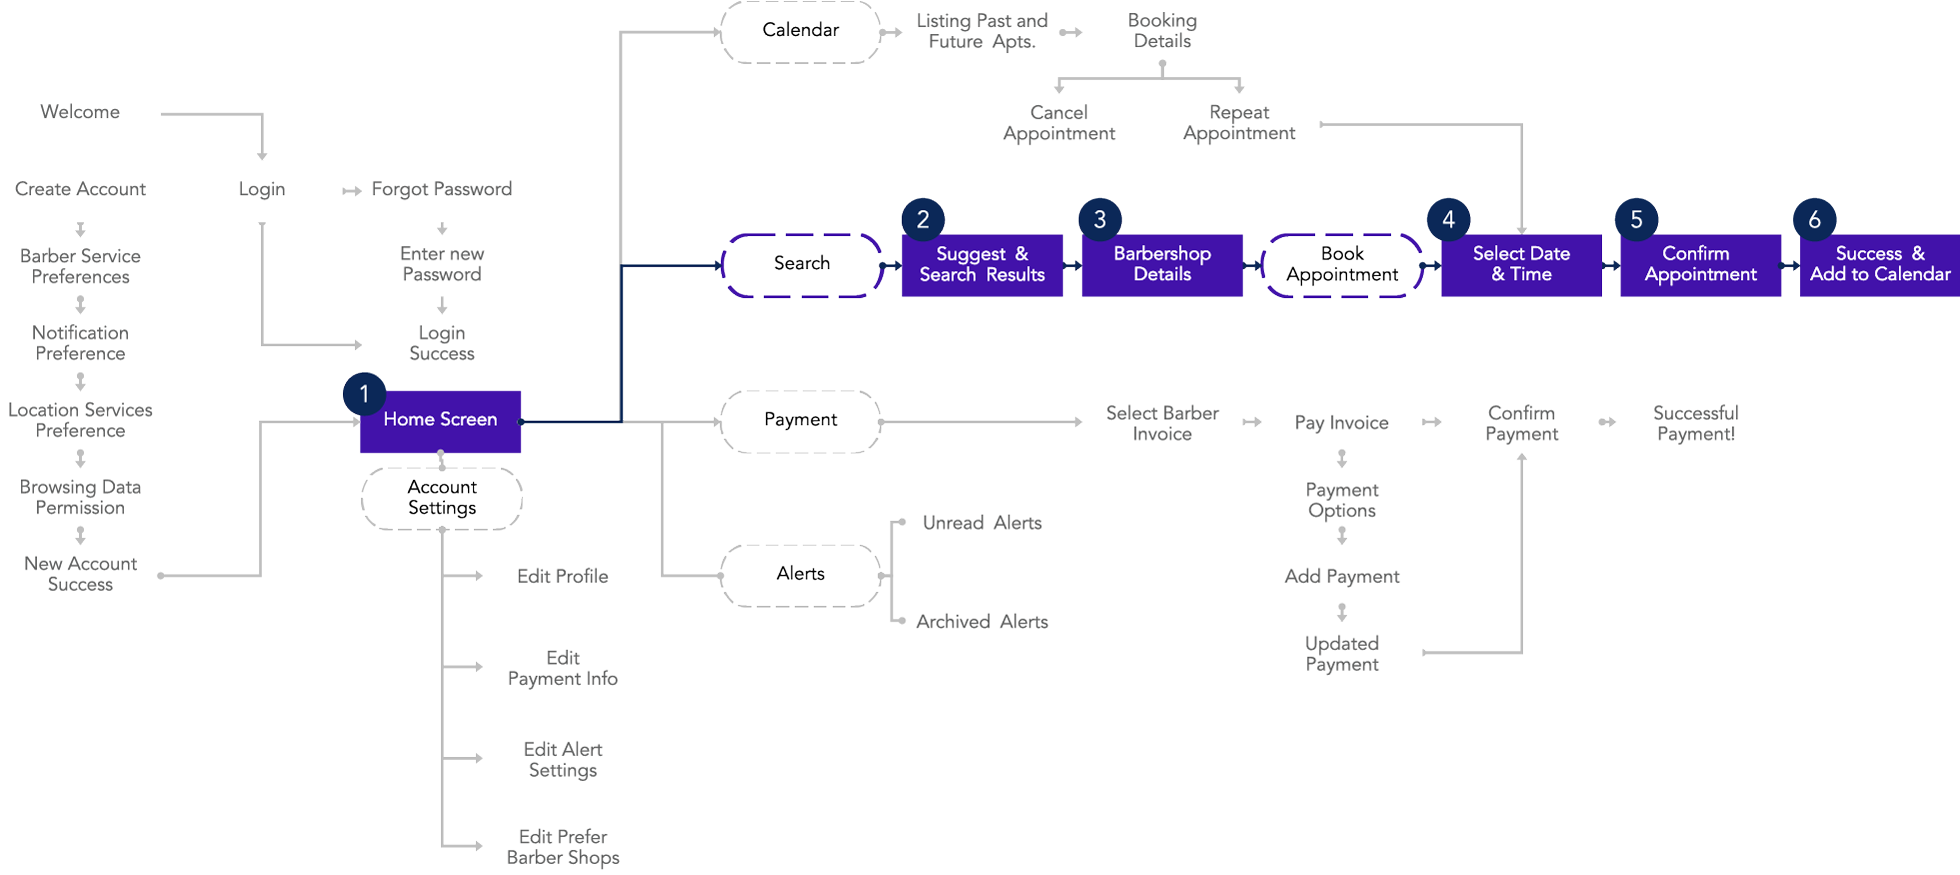 Calendar
Listing Past and
Future Apts.
Booking
Details
Cancel
Appointment
Repeat
Appointment
Welcome
Create Account
Login
Forgot Password
Barber Service
Preferences
Enter new
Password
Notification
Preference
Login
Success
Location Services
Preference
Browsing Data
Permission
New Account
Success
1
Home Screen
Account
Settings
Edit Profile
Edit
Payment Info
Edit Alert
Settings
Edit Prefer
Barber Shops
Search
2
Suggest &
Search Results
3
Barbershop
Details
Book
Appointment
4
Select Date
& Time
5
Confirm
Appointment
6
Success &
Add to Calendar
Payment
Select Barber
Invoice
Pay Invoice
Confirm
Payment
Successful
Payment!
Payment
Options
Add Payment
Updated
Payment
Alerts
Unread Alerts
Archived Alerts